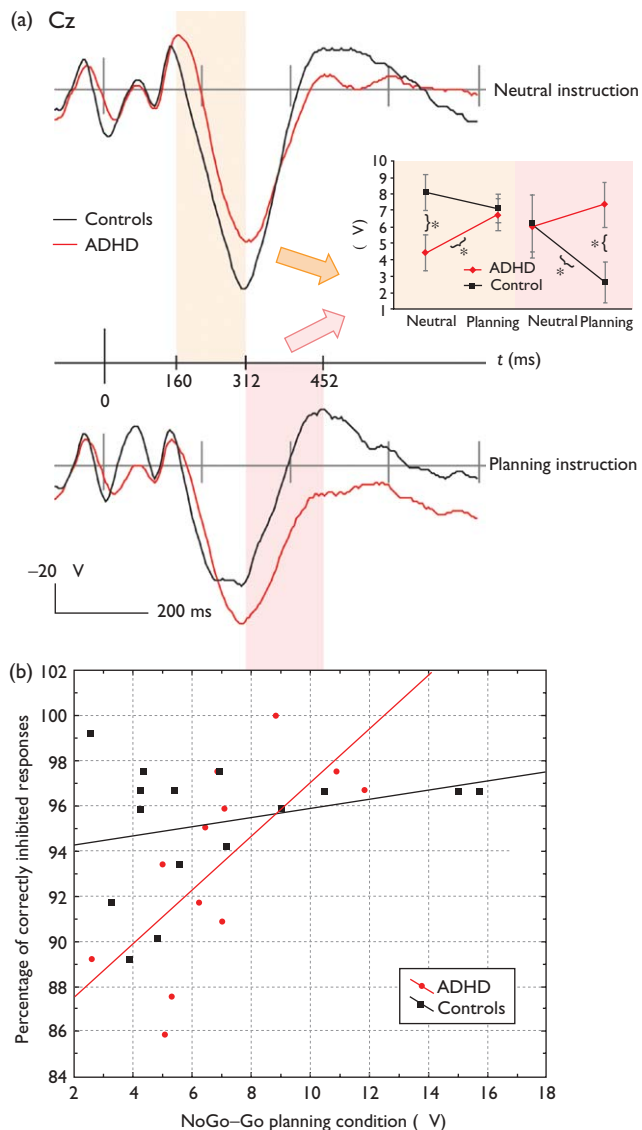 (a) Cz
Neutral instruction
Controls
ADHD
( V)
10
9
8
7
6
5
4
3
2
1
ADHD
Control
*
*
*
*
Neutral Planning Neutral Planning
t (ms)
160 312 452
0
Planning instruction
–20 V
200 ms
(b)
Percentage of correctly inhibited responses
102
100
98
96
94
92
90
88
86
84
ADHD
Controls
2 4 6 8 10 12 14 16 18
NoGo–Go planning condition ( V)